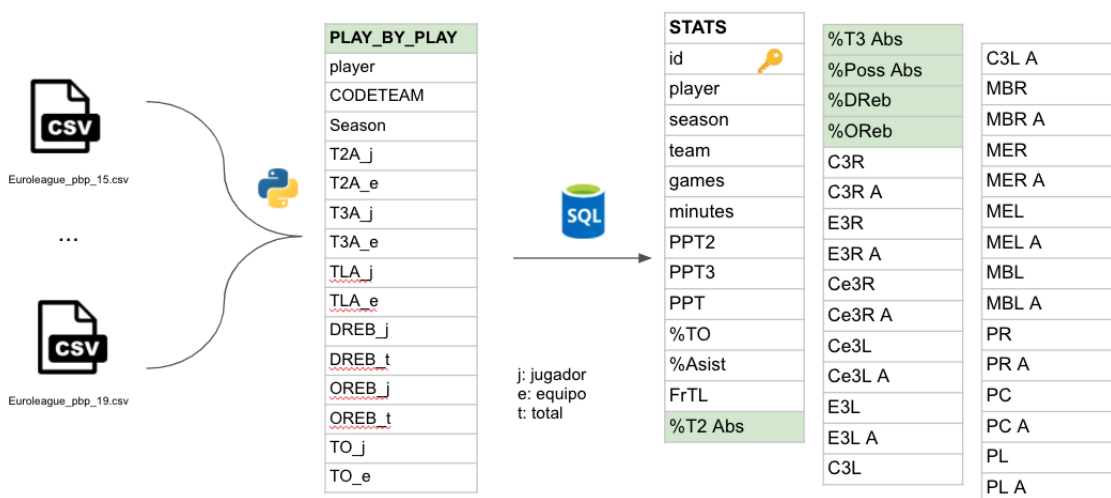 CSV
Euroleague_pbp_15.csv
...
CSV
Euroleague_pbp_19.csv
PLAY_BY_PLAY
player
CODETEAM
Season
T2A_j
T2A_e
T3A_j
T3A_e
TLA_j
TLA_e
DREB_j
DREB_t
OREB_j
OREB_t
TO_j
TO_e
SQL
j: jugador
e: equipo
t: total
STATS
id
player
season
team
games
minutes
PPT2
PPT3
PPT
%TO
%Asist
FrTL
%T2 Abs
%T3 Abs
%Poss Abs
%DReb
%OReb
C3R
C3R A
E3R
E3R A
Ce3R
Ce3R A
Ce3L
Ce3L A
E3L
E3L A
C3L
C3L A
MBR
MBR A
MER
MER A
MEL
MEL A
MBL
MBL A
PR
PR A
PC
PC A
PL
PL A